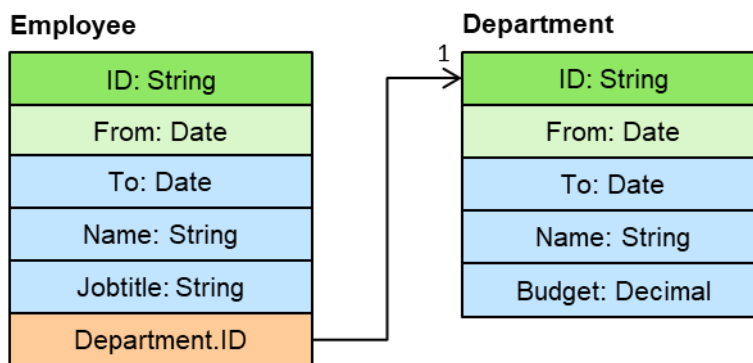 Employee
ID: String
From: Date
To: Date
Name: String
Jobtitle: String
Department.ID
1
Department
ID: String
From: Date
To: Date
Name: String
Budget: Decimal